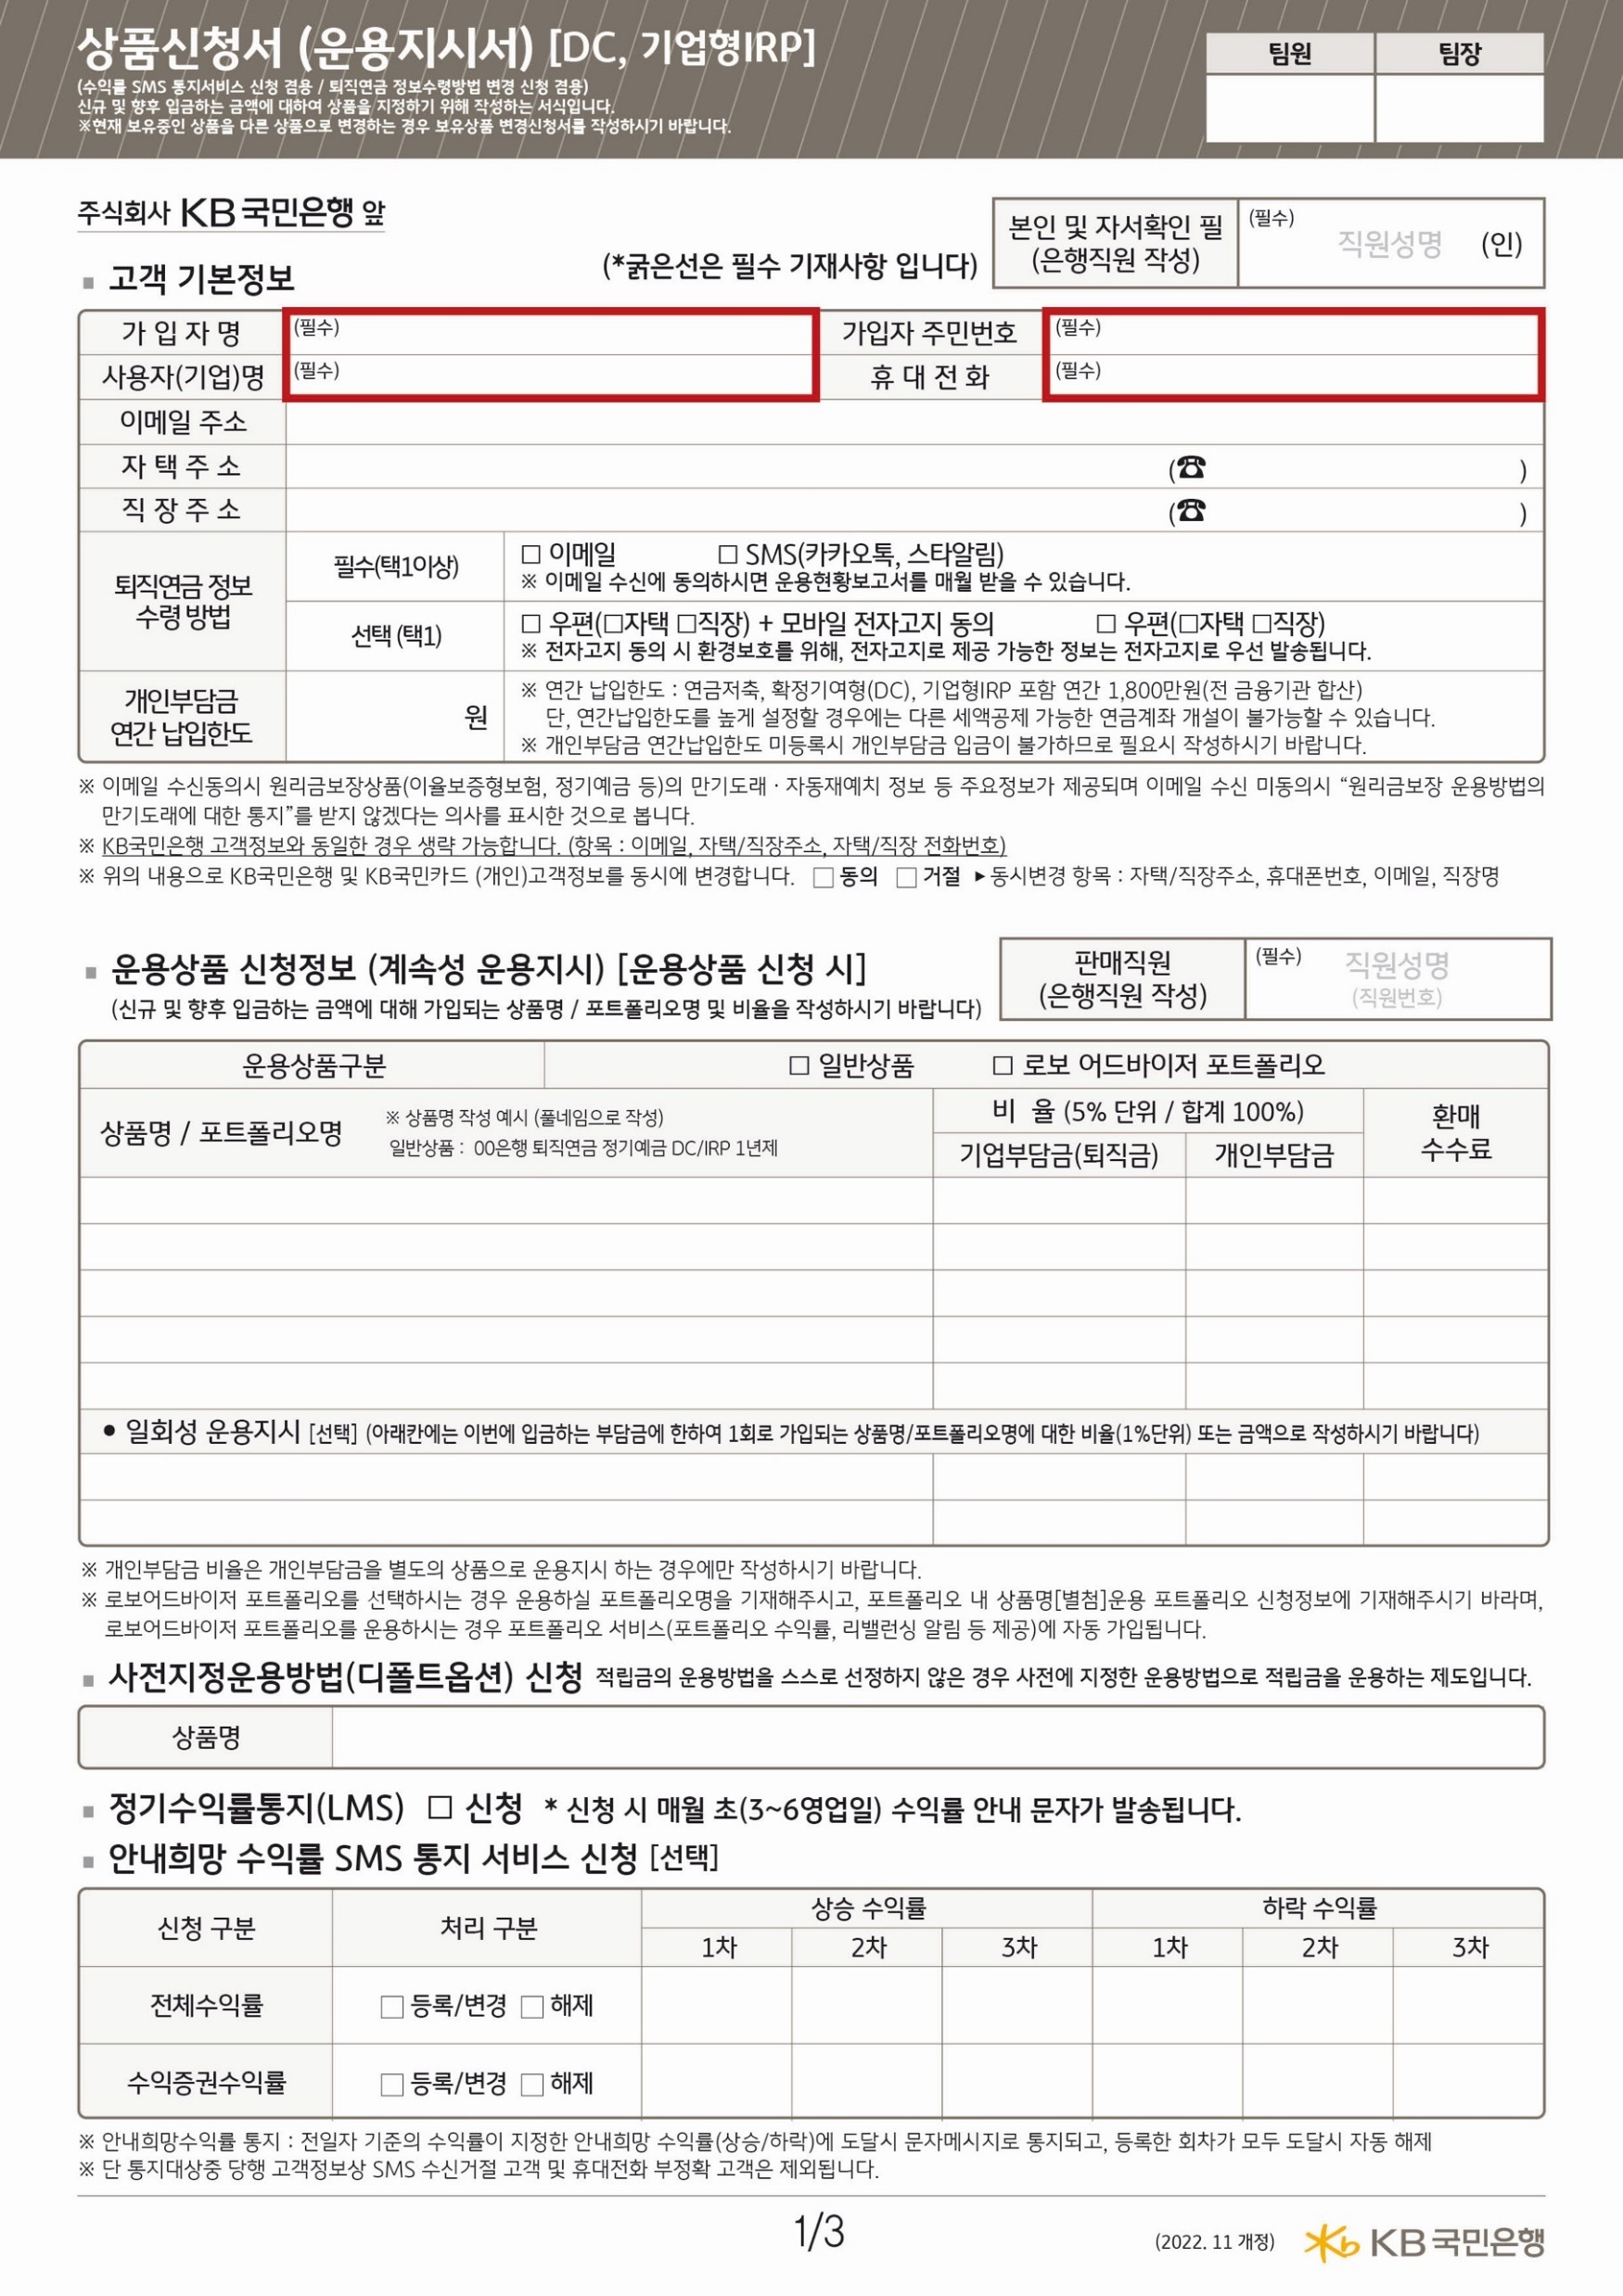 상품신청서 (운용지시서) [DC, 기업형IRP]
(수익률 SMS 통지서비스 신청 겸용 / 퇴직연금 정보수령방법 변경 신청 겸용)
신규 및 향후 입금하는 금액에 대하여 상품을 지정하기 위해 작성하는 서식입니다.
※현재 보유중인 상품을 다른 상품으로 변경하는 경우 보유상품 변경신청서를 작성하시기 바랍니다.
팀원 팀장
주식회사 KB국민은행 앞
본인 및 자서확인 필
(은행직원 작성)
(필수) 직원성명 (인)
■ 고객 기본정보
(*굵은선은 필수 기재사항 입니다)
가 입 자 명 (필수) 가입자 주민번호 (필수)
사용자(기업)명 (필수) 휴 대 전 화 (필수)
이메일 주소
자 택 주 소 (☎ )
직 장 주 소 (☎ )
퇴직연금 정보
수령 방법
필수(택1이상)
□ 이메일 □ SMS(카카오톡, 스타알림)
※ 이메일 수신에 동의하시면 운용현황보고서를 매월 받을 수 있습니다.
선택 (택1)
□ 우편(□자택 □직장) + 모바일 전자고지 동의 □ 우편(□자택 □직장)
※ 전자고지 동의 시 환경보호를 위해, 전자고지로 제공 가능한 정보는 전자고지로 우선 발송됩니다.
개인부담금
연간 납입한도
원
※ 연간 납입한도 : 연금저축, 확정기여형(DC), 기업형IRP 포함 연간 1,800만원(전 금융기관 합산)
단, 연간납입한도를 높게 설정할 경우에는 다른 세액공제 가능한 연금계좌 개설이 불가능할 수 있습니다.
※ 개인부담금 연간납입한도 미등록시 개인부담금 입금이 불가하므로 필요시 작성하시기 바랍니다.
※ 이메일 수신동의시 원리금보장상품(이율보증형보험, 정기예금 등)의 만기도래 · 자동재예치 정보 등 주요정보가 제공되며 이메일 수신 미동의시 “원리금보장 운용방법의
만기도래에 대한 통지”를 받지 않겠다는 의사를 표시한 것으로 봅니다.
※ KB국민은행 고객정보와 동일한 경우 생략 가능합니다. (항목 : 이메일, 자택/직장주소, 자택/직장 전화번호)
※ 위의 내용으로 KB국민은행 및 KB국민카드 (개인)고객정보를 동시에 변경합니다. □ 동의 □ 거절 ▶동시변경 항목 : 자택/직장주소, 휴대폰번호, 이메일, 직장명
■ 운용상품 신청정보 (계속성 운용지시) [운용상품 신청 시]
(신규 및 향후 입금하는 금액에 대해 가입되는 상품명 / 포트폴리오명 및 비율을 작성하시기 바랍니다)
판매직원
(은행직원 작성)
(필수) 직원성명
(직원번호)
운용상품구분 □ 일반상품 □ 로보 어드바이저 포트폴리오
상품명 / 포트폴리오명
※ 상품명 작성 예시 (풀네임으로 작성)
일반상품 : 00은행 퇴직연금 정기예금 DC/IRP 1년제
비 율 (5% 단위 / 합계 100%)
기업부담금(퇴직금) 개인부담금
환매
수수료
● 일회성 운용지시 [선택] (아래칸에는 이번에 입금하는 부담금에 한하여 1회로 가입되는 상품명/포트폴리오명에 대한 비율(1%단위) 또는 금액으로 작성하시기 바랍니다)
※ 개인부담금 비율은 개인부담금을 별도의 상품으로 운용지시 하는 경우에만 작성하시기 바랍니다.
※ 로보어드바이저 포트폴리오를 선택하시는 경우 운용하실 포트폴리오명을 기재해주시고, 포트폴리오 내 상품명[별첨]운용 포트폴리오 신청정보에 기재해주시기 바라며,
로보어드바이저 포트폴리오를 운용하시는 경우 포트폴리오 서비스(포트폴리오 수익률, 리밸런싱 알림 등 제공)에 자동 가입됩니다.
■ 사전지정운용방법(디폴트옵션) 신청 적립금의 운용방법을 스스로 선정하지 않은 경우 사전에 지정한 운용방법으로 적립금을 운용하는 제도입니다.
상품명
■ 정기수익률통지(LMS) □ 신청 * 신청 시 매월 초(3~6영업일) 수익률 안내 문자가 발송됩니다.
■ 안내희망 수익률 SMS 통지 서비스 신청 [선택]
신청 구분 처리 구분 상승 수익률 하락 수익률
1차 2차 3차 1차 2차 3차
전체수익률 □ 등록/변경 □ 해제
수익증권수익률 □ 등록/변경 □ 해제
※ 안내희망수익률 통지 : 전일자 기준의 수익률이 지정한 안내희망 수익률(상승/하락)에 도달시 문자메시지로 통지되고, 등록한 회차가 모두 도달시 자동 해제
※ 단 통지대상중 당행 고객정보상 SMS 수신거절 고객 및 휴대전화 부정확 고객은 제외됩니다.
1/3
(2022. 11 개정) KB국민은행